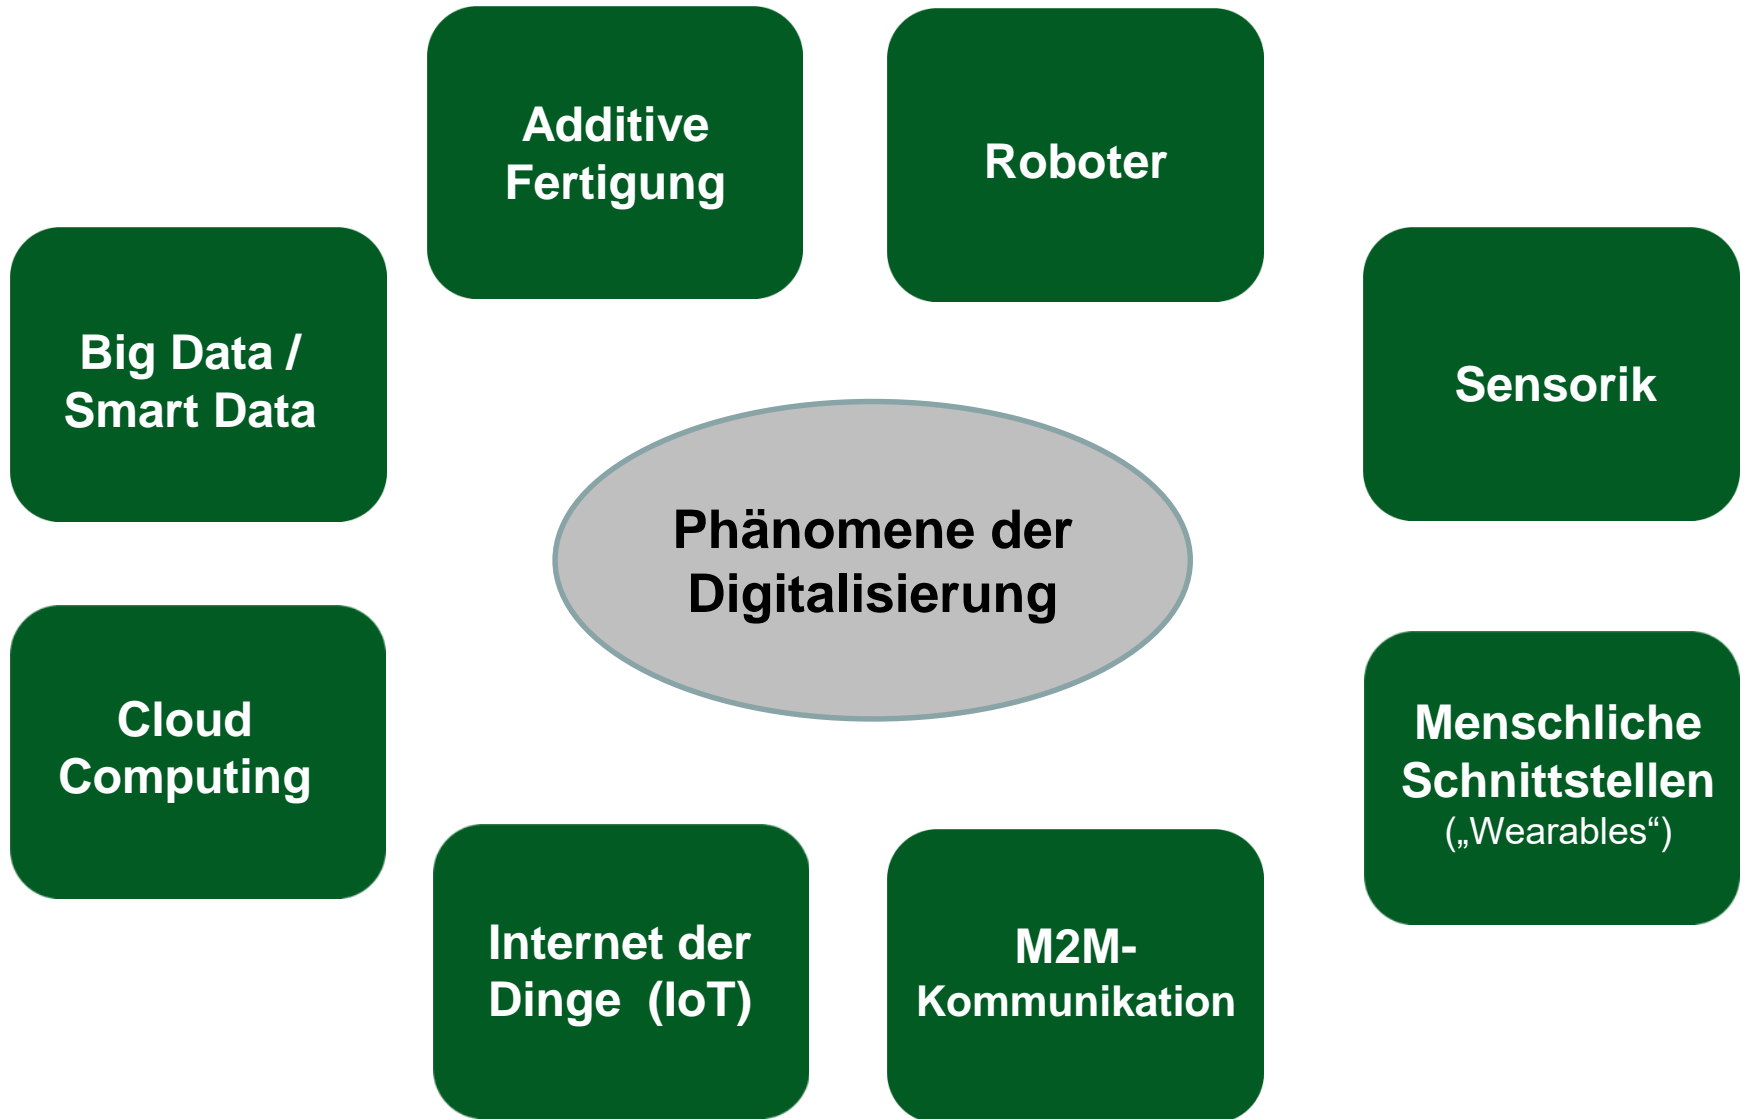 Additive
Fertigung
Roboter
Big Data /
Smart Data
Sensorik
Phänomene der
Digitalisierung
Cloud
Computing
Menschliche
Schnittstellen
(„Wearables“)
Internet der
Dinge  (IoT)
M2M-
Kommunikation